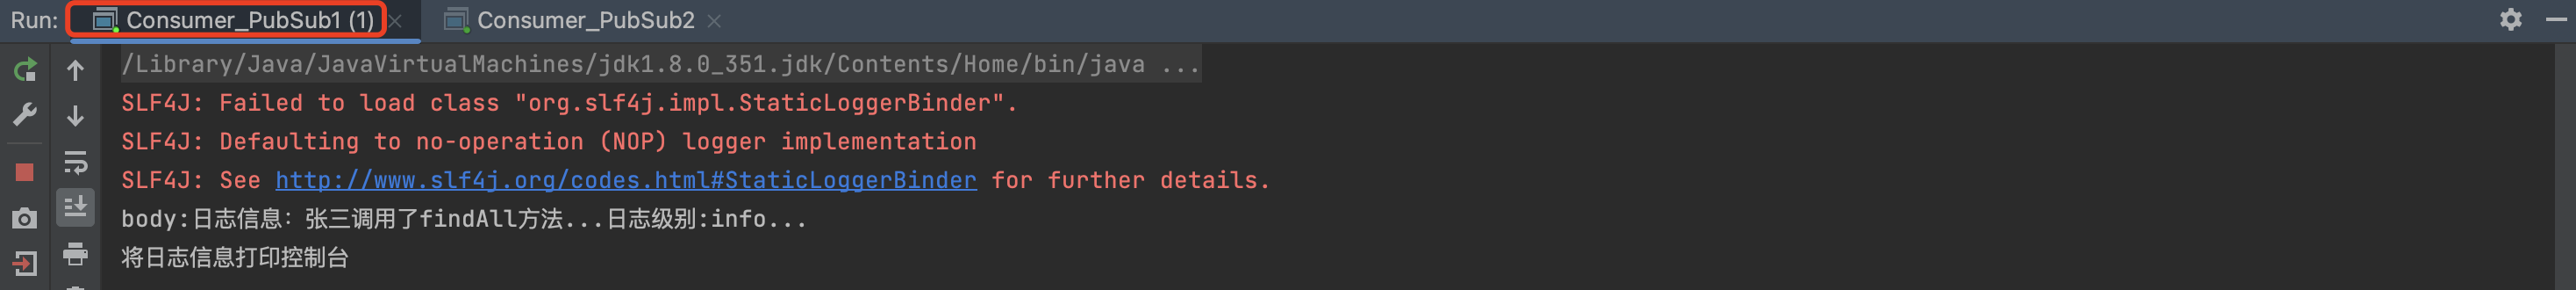 Run: Consumer_PubSub1 (1) Consumer_PubSub2
/Library/Java/JavaVirtualMachines/jdk1.8.0_351.jdk/Contents/Home/bin/java ...
SLF4J: Failed to load class "org.slf4j.impl.StaticLoggerBinder".
SLF4J: Defaulting to no-operation (NOP) logger implementation
SLF4J: See http://www.slf4j.org/codes.html#StaticLoggerBinder for further details.
body:日志信息：张三调用了findAll方法...日志级别:info...
将日志信息打印控制台